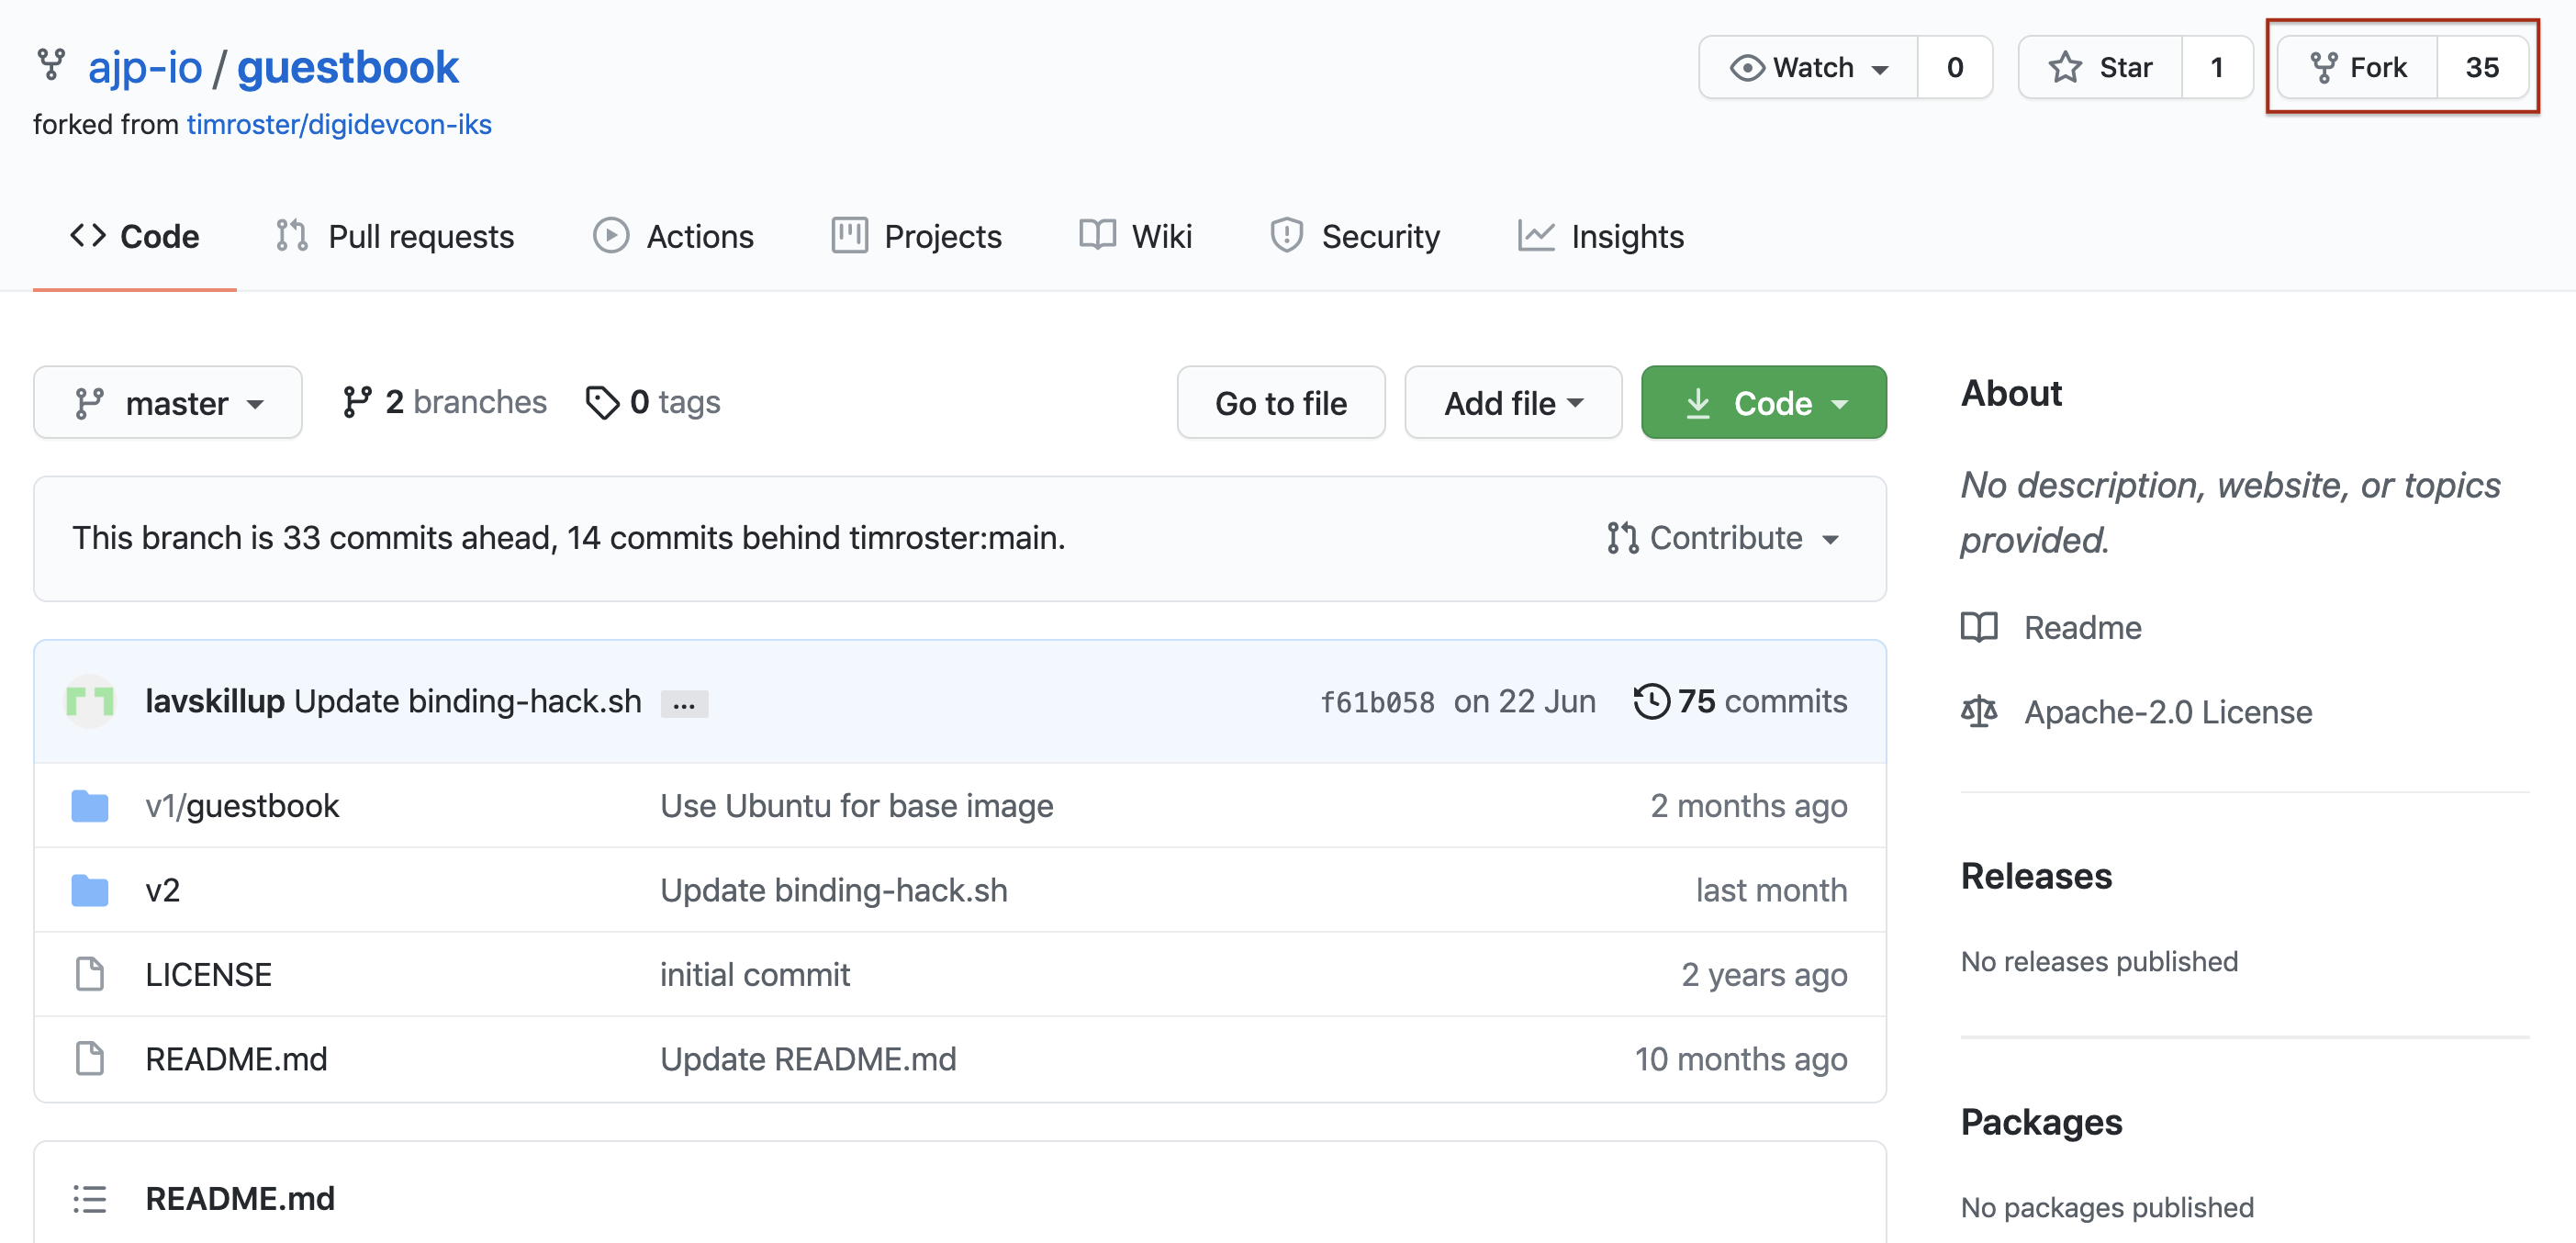 ajp-io / guestbook
Watch 0
Star 1
Fork 35
forked from timroster/digidevcon-iks
Code Pull requests Actions Projects Wiki Security Insights
master 2 branches 0 tags Go to file Add file Code
This branch is 33 commits ahead, 14 commits behind timroster:main. Contribute
lavskillup Update binding-hack.sh ... f61b058 on 22 Jun 75 commits
v1/guestbook Use Ubuntu for base image 2 months ago
v2 Update binding-hack.sh last month
LICENSE initial commit 2 years ago
README.md Update README.md 10 months ago
README.md
About
No description, website, or topics
provided.
Readme
Apache-2.0 License
Releases
No releases published
Packages
No packages published